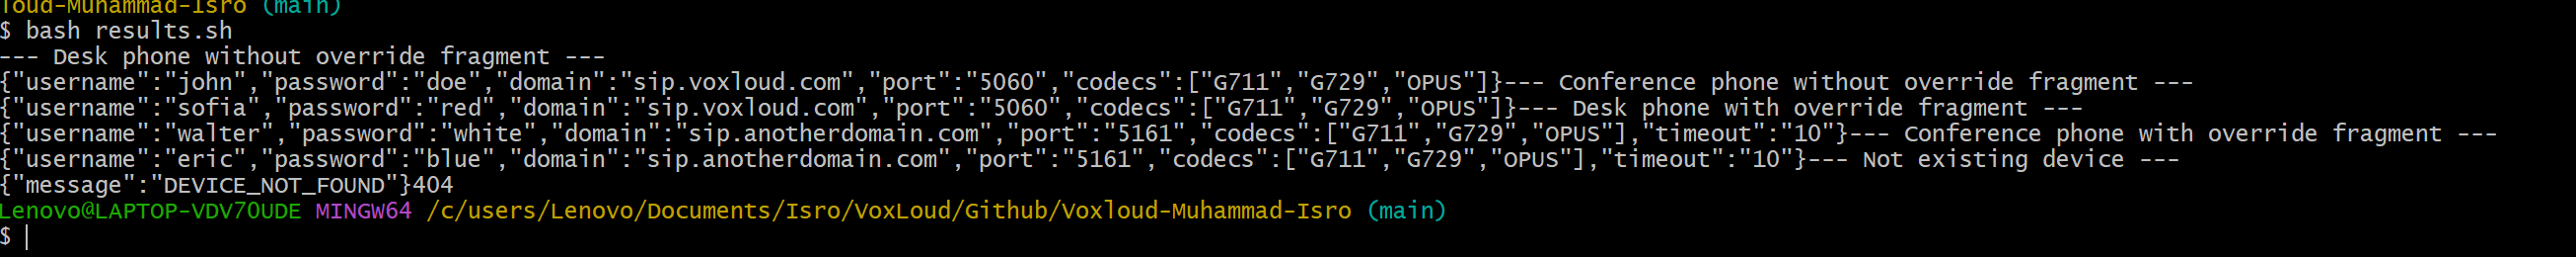 loud-Muhammad-Isro (main)
$ bash results.sh
--- Desk phone without override fragment ---
{"username":"john","password":"doe","domain":"sip.voxloud.com","port":"5060","codecs":["G711","G729","OPUS"]}--- Conference phone without override fragment ---
{"username":"sofia","password":"red","domain":"sip.voxloud.com","port":"5060","codecs":["G711","G729","OPUS"]}--- Desk phone with override fragment ---
{"username":"walter","password":"white","domain":"sip.anotherdomain.com","port":"5161","codecs":["G711","G729","OPUS"],"timeout":"10"}--- Conference phone with override fragment ---
{"username":"eric","password":"blue","domain":"sip.anotherdomain.com","port":"5161","codecs":["G711","G729","OPUS"],"timeout":"10"}--- Not existing device ---
{"message":"DEVICE_NOT_FOUND"}404
Lenovo@LAPTOP-VDV7OUDE MINGW64 /c/users/Lenovo/Documents/Isro/VoxLoud/Github/Voxloud-Muhammad-Isro (main)
$